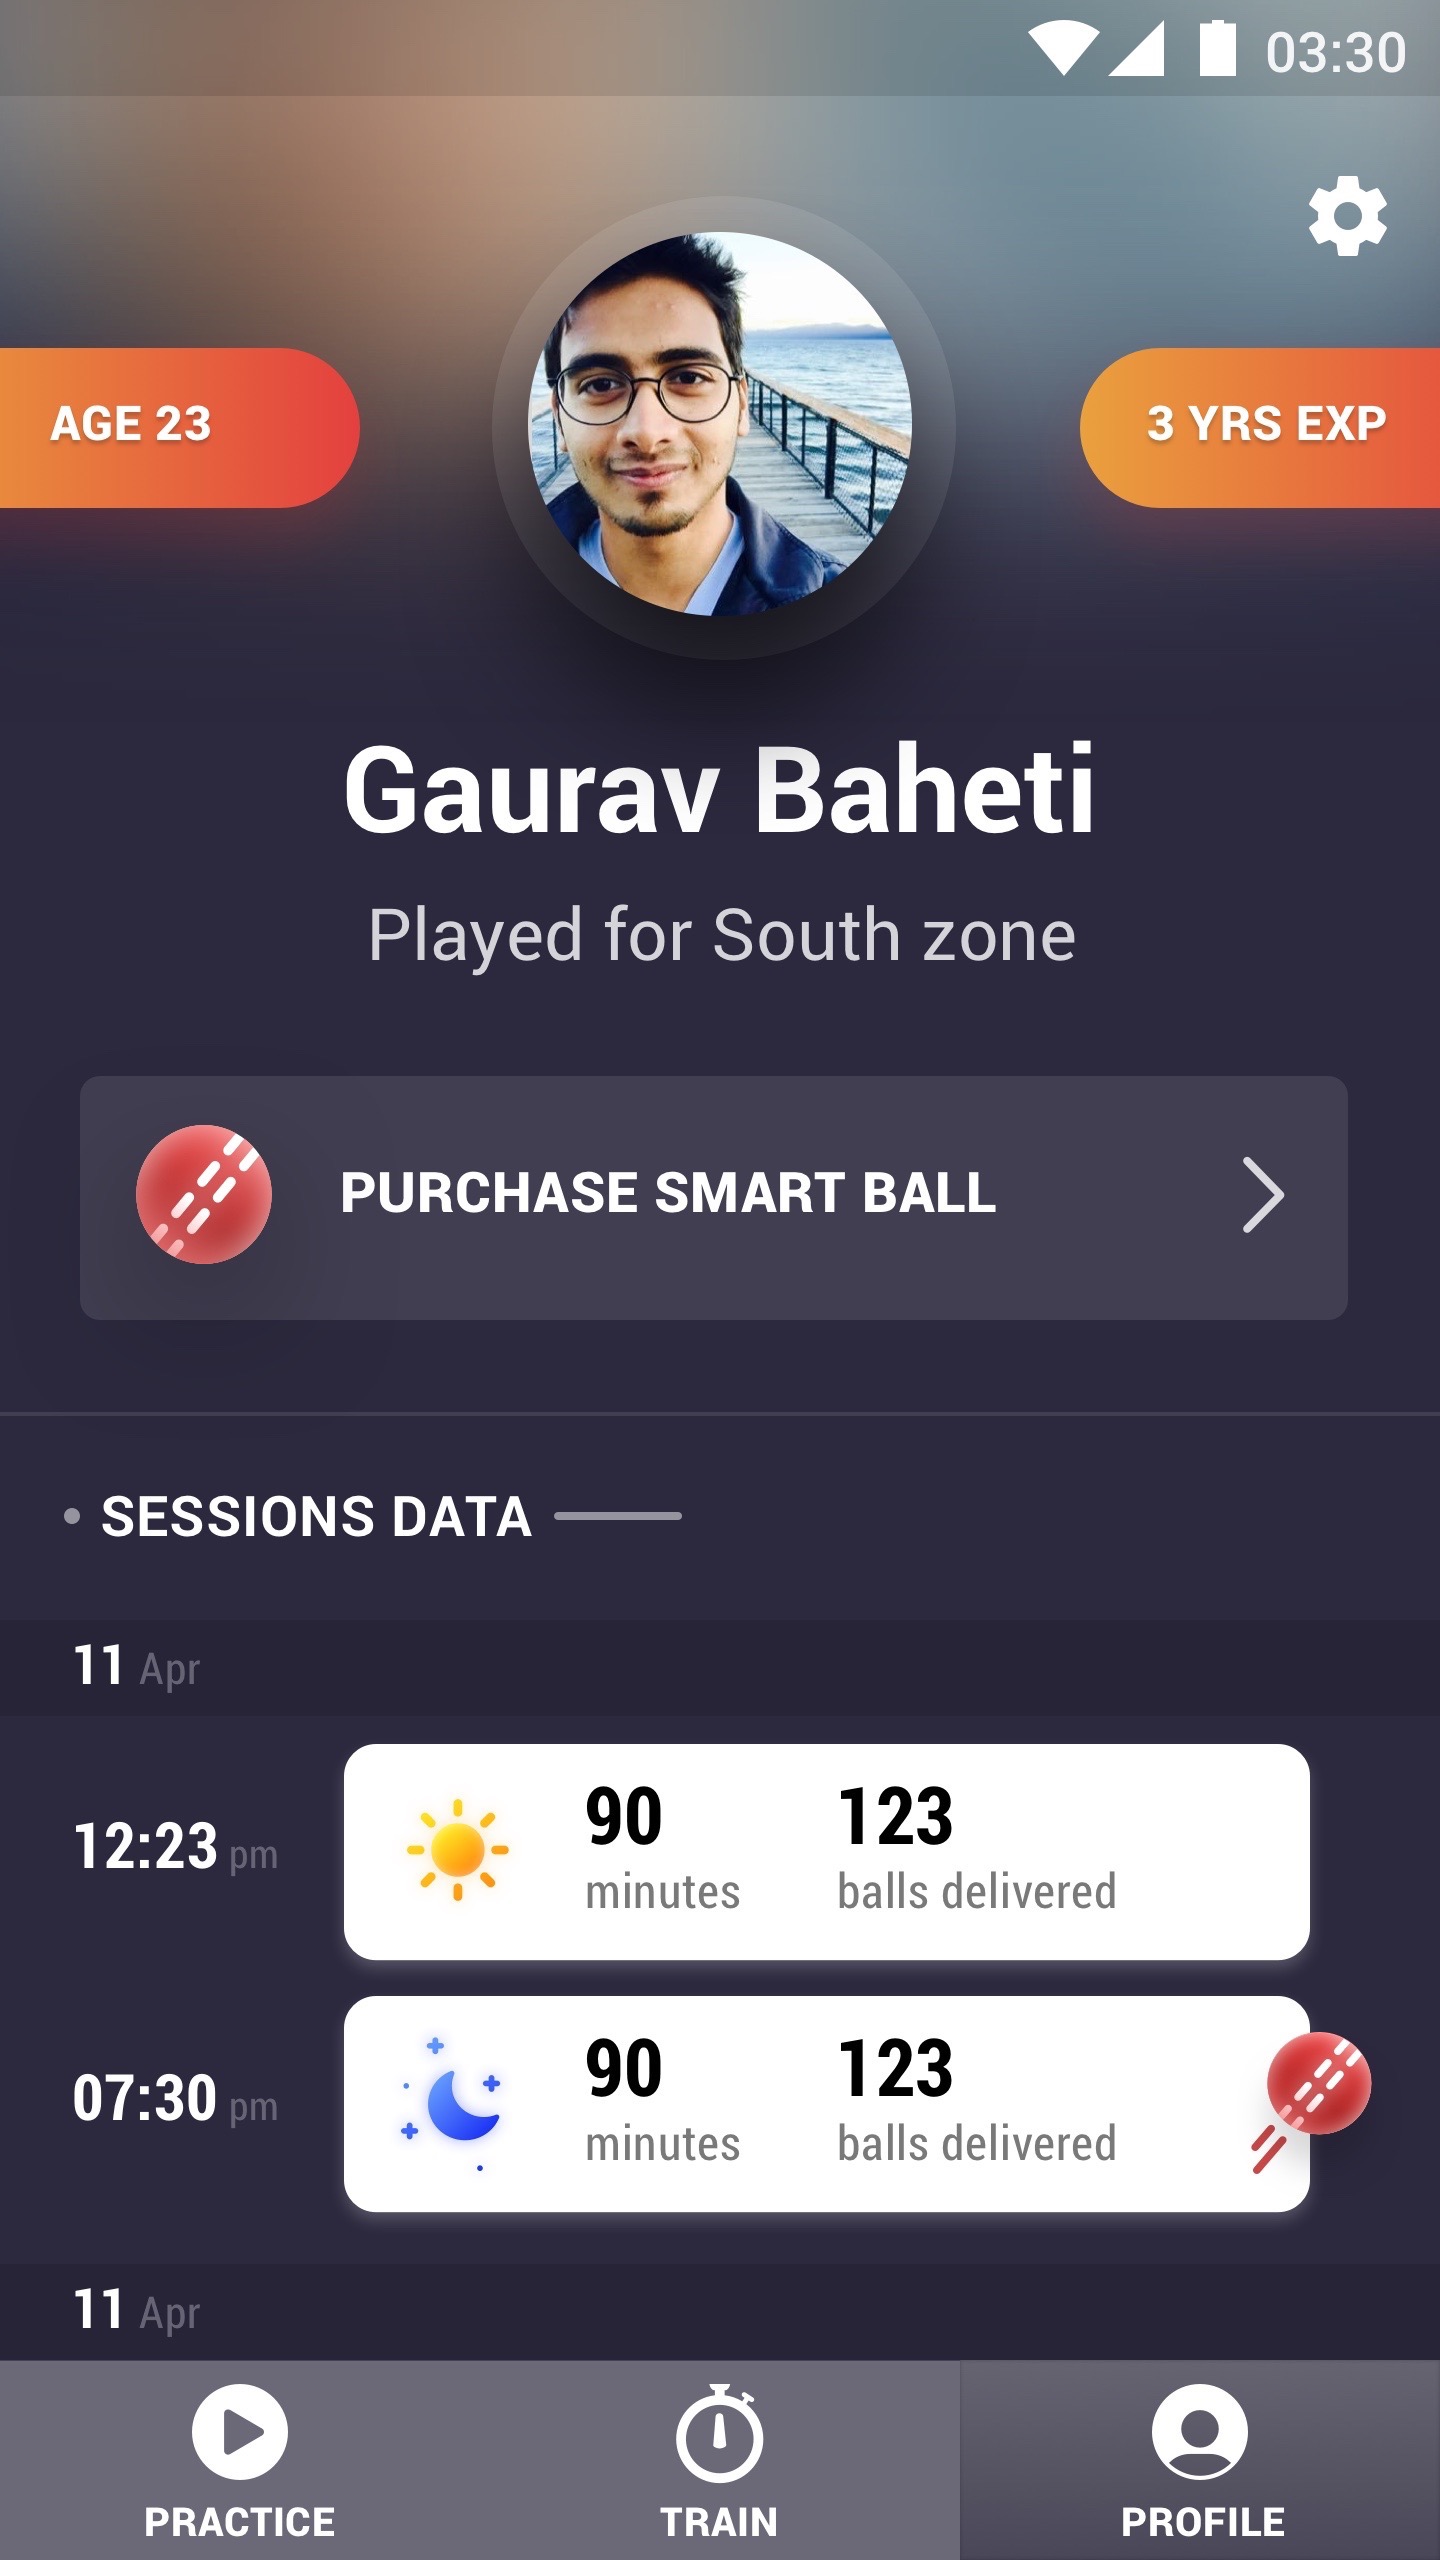 03:30
AGE 23
3 YRS EXP
Gaurav Baheti
Played for South zone
PURCHASE SMART BALL
SESSIONS DATA
11 Apr
12:23 pm
90
minutes
123
balls delivered
07:30 pm
90
minutes
123
balls delivered
11 Apr
PRACTICE
TRAIN
PROFILE